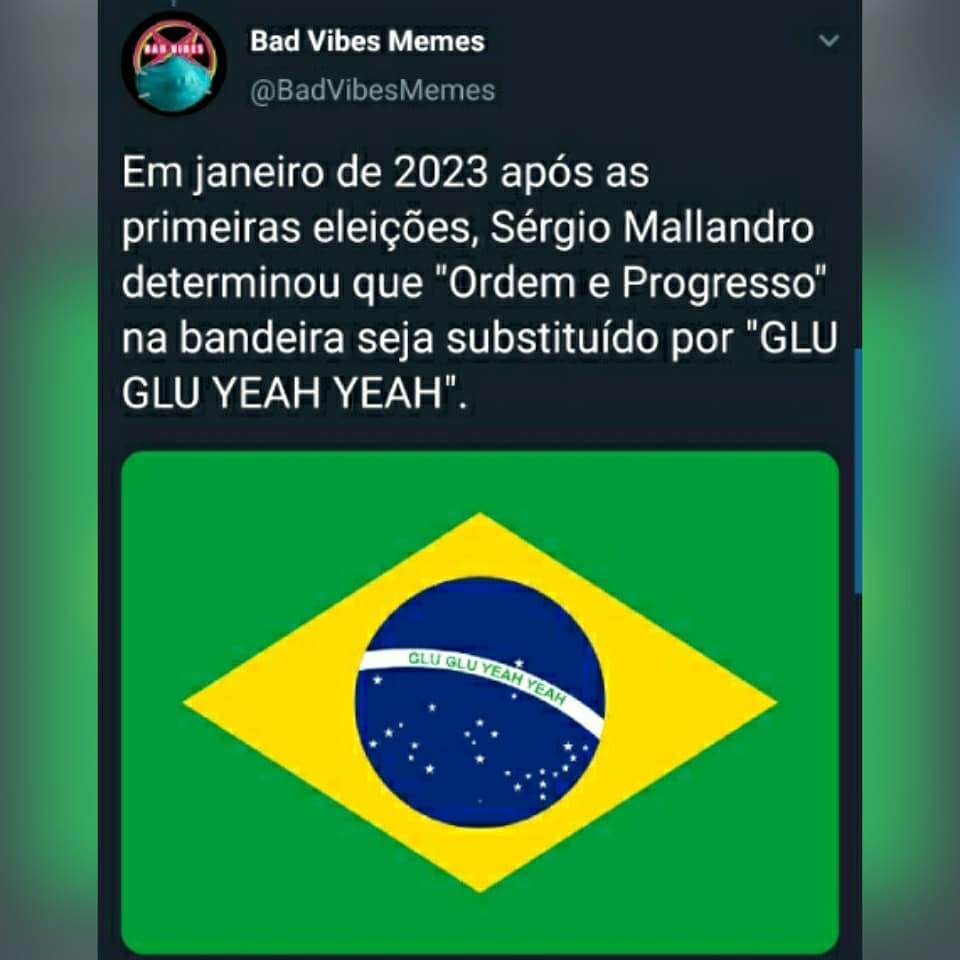 BAD VIBES
Bad Vibes Memes
@BadVibesMemes
Em janeiro de 2023 após as
primeiras eleições, Sérgio Mallandro
determinou que "Ordem e Progresso"
na bandeira seja substituído por "GLU
GLU YEAH YEAH".
GLU GLU YEAH YEAH